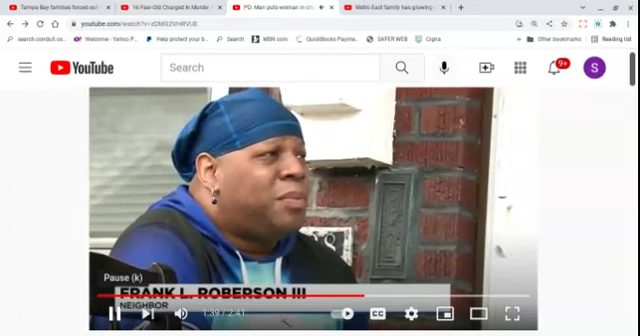 Tampa Bay families forced out
16-Year-Old Charged in Murder
PD: Man puts woman in ch
Metro East family has growing
youtube.com/watch?v=
search.conduit.co...
Welcome - Yahoo
Help protect your b
Search
MSN.com
QuickBooks Payme
SAFER WEB
Cigna
Other bookmarks
Reading list
YouTube
Search
9+
S
Pause (k)
FRANK L. ROBERSON III
NEIGHBOR
1:39 / 2:41
CC